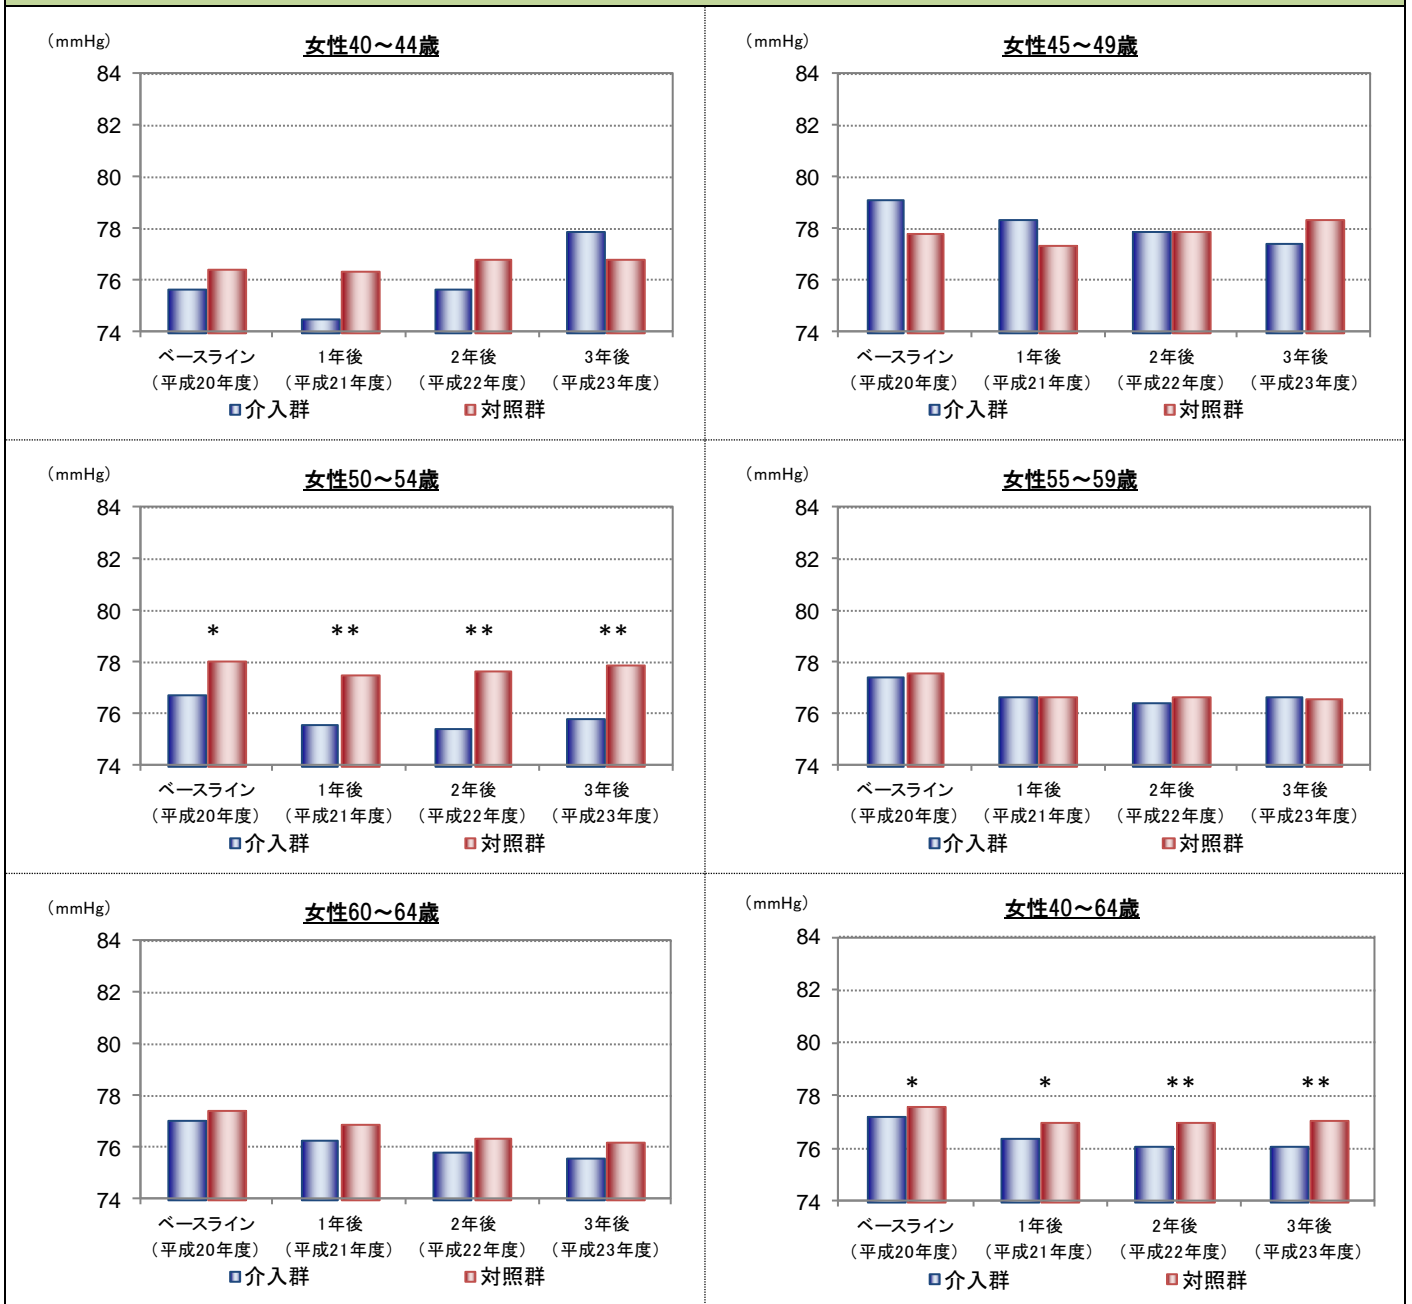 (mmHg)
女性40～44歳
84
82
80
78
76
74
ベースライン 1年後 2年後 3年後
（平成20年度） （平成21年度） （平成22年度） （平成23年度）
介入群 対照群
(mmHg)
女性45～49歳
84
82
80
78
76
74
ベースライン 1年後 2年後 3年後
（平成20年度） （平成21年度） （平成22年度） （平成23年度）
介入群 対照群
(mmHg)
女性50～54歳
84
82
80
* ** ** **
78
76
74
ベースライン 1年後 2年後 3年後
（平成20年度） （平成21年度） （平成22年度） （平成23年度）
介入群 対照群
(mmHg)
女性55～59歳
84
82
80
78
76
74
ベースライン 1年後 2年後 3年後
（平成20年度） （平成21年度） （平成22年度） （平成23年度）
介入群 対照群
(mmHg)
女性60～64歳
84
82
80
78
76
74
ベースライン 1年後 2年後 3年後
（平成20年度） （平成21年度） （平成22年度） （平成23年度）
介入群 対照群
(mmHg)
女性40～64歳
84
82
80
* * ** **
78
76
74
ベースライン 1年後 2年後 3年後
（平成20年度） （平成21年度） （平成22年度） （平成23年度）
介入群 対照群